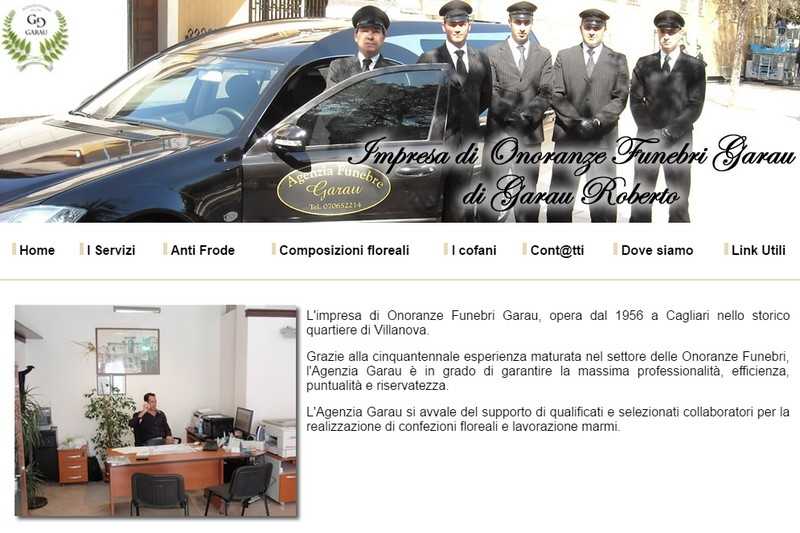 GG
GARAU
Impresa di Onoranze Funebri Garau
di Garau Roberto
Agenzia Funebre
Garau
Tel. 070652214
Home I Servizi Anti Frode Composizioni floreali I cofani Cont@tti Dove siamo Link Utili
L'impresa di Onoranze Funebri Garau, opera dal 1956 a Cagliari nello storico
quartiere di Villanova.
Grazie alla cinquantennale esperienza maturata nel settore delle Onoranze Funebri,
l'Agenzia Garau è in grado di garantire la massima professionalità, efficienza,
puntualità e riservatezza.
L'Agenzia Garau si avvale del supporto di qualificati e selezionati collaboratori per la
realizzazione di confezioni floreali e lavorazione marmi.